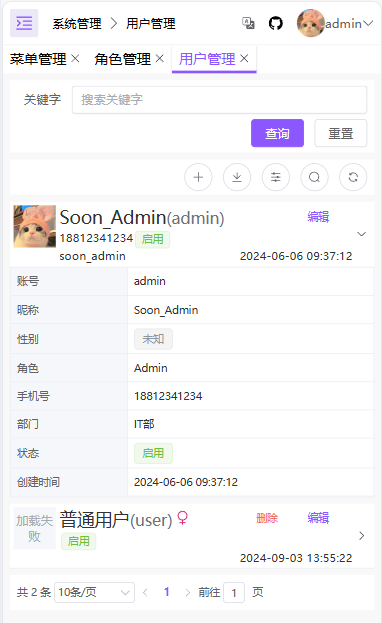 系统管理 > 用户管理 admin
菜单管理 × 角色管理 × 用户管理 ×
关键字 搜索关键字
查询 重置
Soon_Admin(admin) 编辑
18812341234 启用
soon_admin 2024-06-06 09:37:12
账号 admin
昵称 Soon_Admin
性别 未知
角色 Admin
手机号 18812341234
部门 IT部
状态 启用
创建时间 2024-06-06 09:37:12
加载失败 普通用户(user) ♀ 删除 编辑
启用
2024-09-03 13:55:22
共 2 条 10条/页 1 前往 1 页